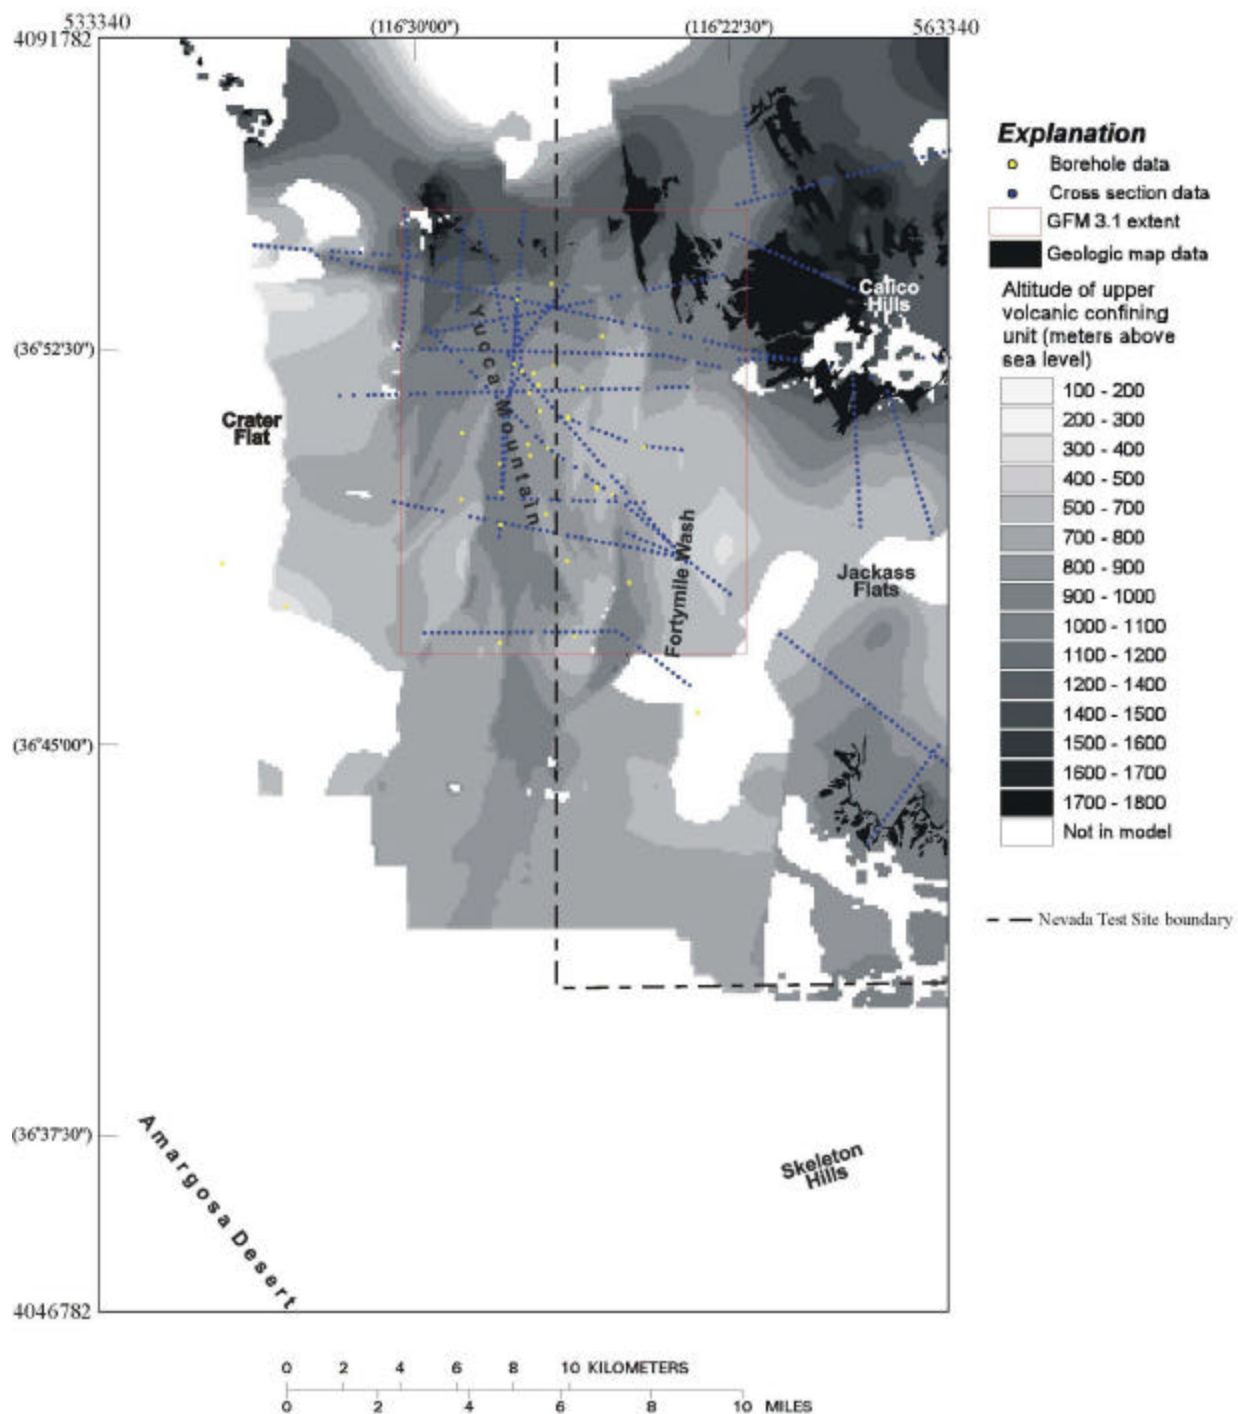 533340
(116°30'00")
(116°22'30")
563340
4091782
(36°52'30")
(36°45'00")
(36°37'30")
4046782
Crater
Flat
Yucca Mountain
Calico
Hills
Fortymile Wash
Jackass
Flats
Skeleton
Hills
Amargosa Desert
Explanation
Borehole data
Cross section data
GFM 3.1 extent
Geologic map data
Altitude of upper
volcanic confining
unit (meters above
sea level)
100 - 200
200 - 300
300 - 400
400 - 500
500 - 700
700 - 800
800 - 900
900 - 1000
1000 - 1100
1100 - 1200
1200 - 1400
1400 - 1500
1500 - 1600
1600 - 1700
1700 - 1800
Not in model
Nevada Test Site boundary
0 2 4 6 8 10 KILOMETERS
0 2 4 6 8 10 MILES